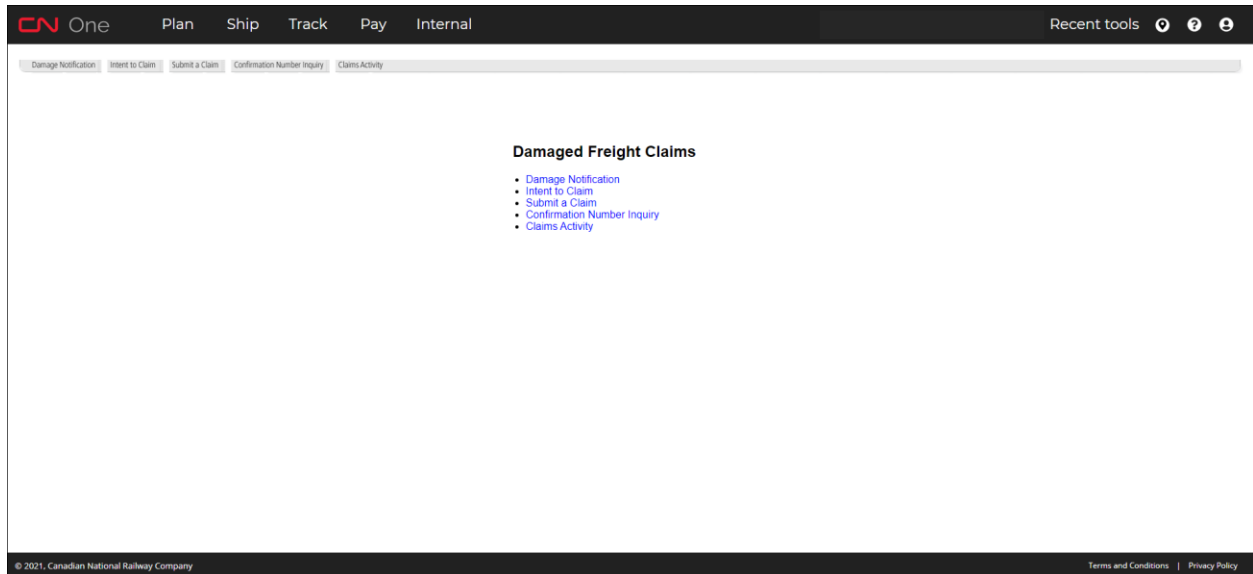 CN One Plan Ship Track Pay Internal Recent tools ?
Damage Notification Intent to Claim Submit a Claim Confirmation Number Inquiry Claims Activity
Damaged Freight Claims
• Damage Notification
• Intent to Claim
• Submit a Claim
• Confirmation Number Inquiry
• Claims Activity
© 2021, Canadian National Railway Company Terms and Conditions | Privacy Policy